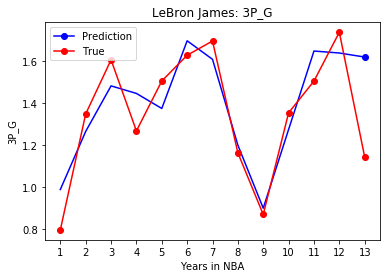 LeBron James: 3P_G
Prediction
True
1.6
1.4
1.2
1.0
0.8
3P_G
1 2 3 4 5 6 7 8 9 10 11 12 13
Years in NBA